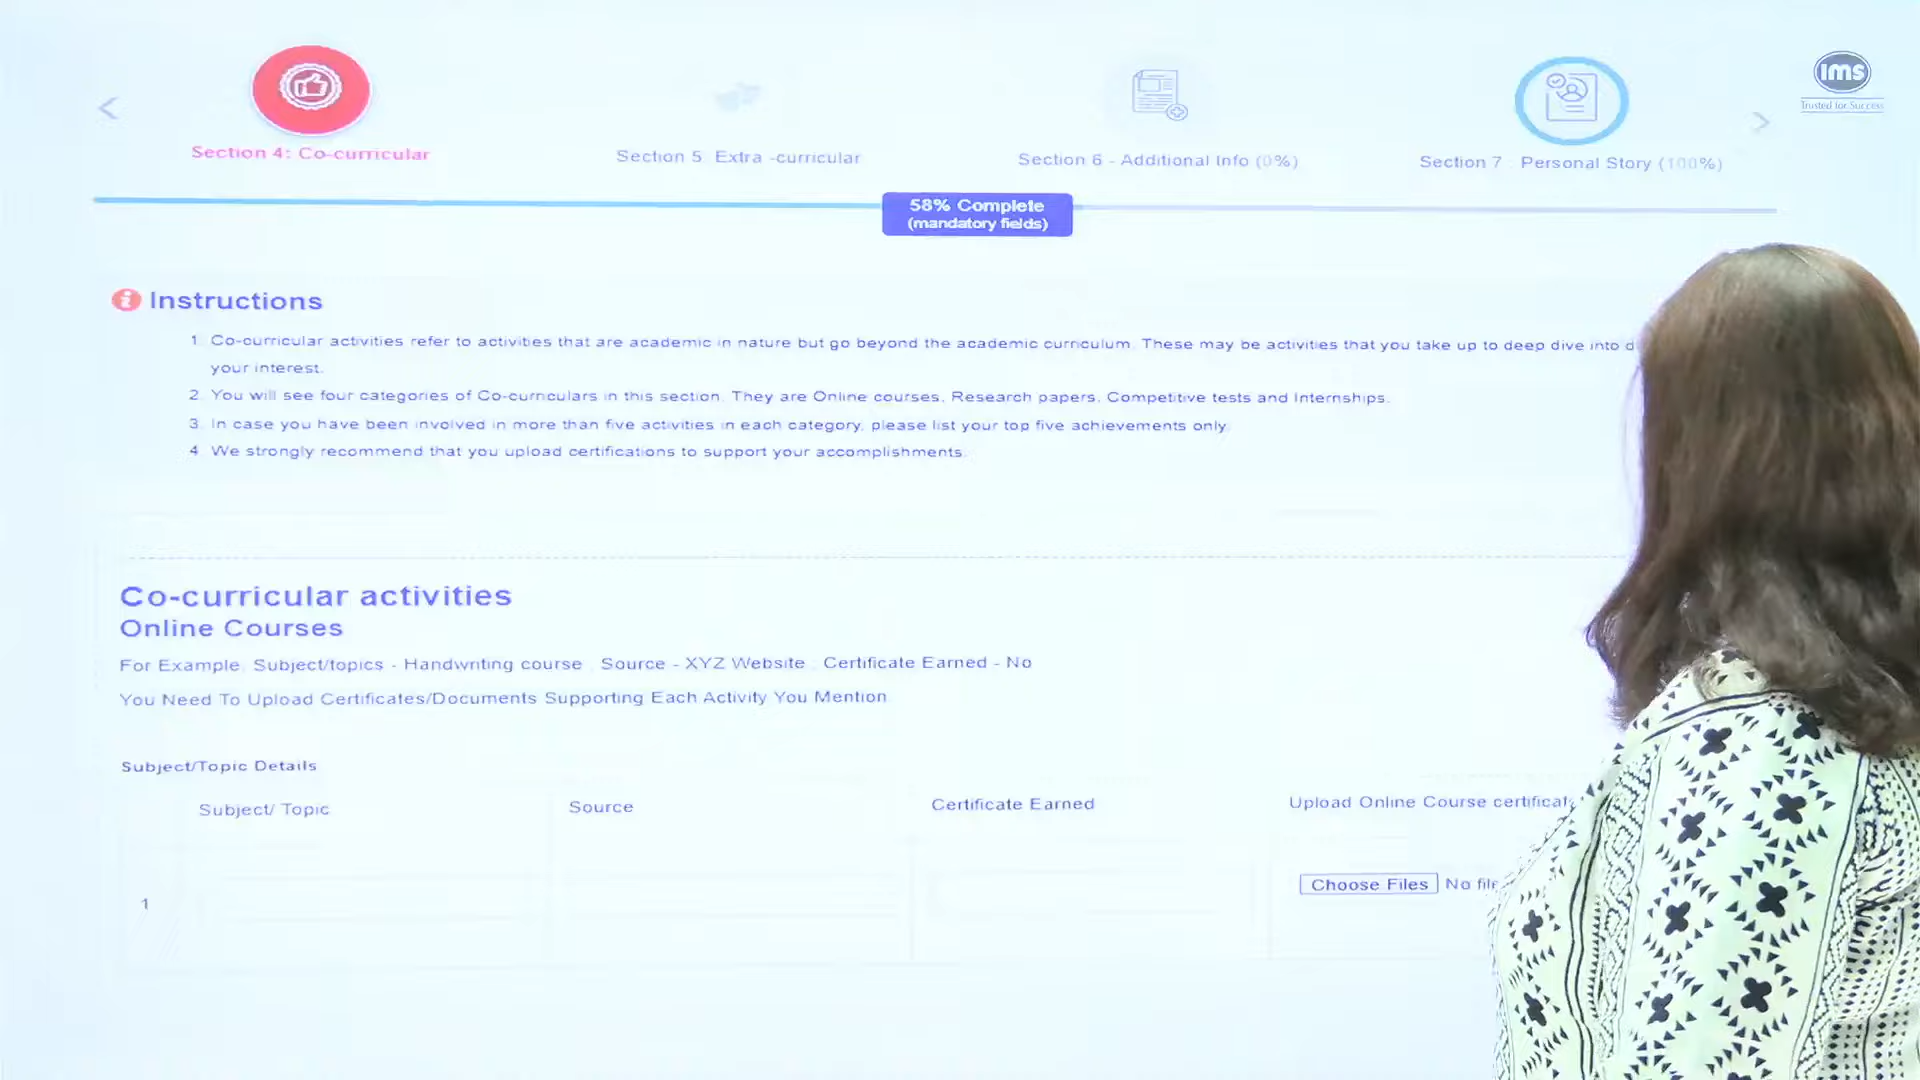 ims
Trusted for Success
Section 4: Co-curricular
Section 5: Extra -curricular
Section 6 - Additional Info (0%)
Section 7 : Personal Story (100%)
58% Complete
(mandatory fields)
Instructions
1. Co-curricular activities refer to activities that are academic in nature but go beyond the academic curriculum. These may be activities that you take up to deep dive into
your interest.
2. You will see four categories of Co-curriculars in this section. They are Online courses, Research papers, Competitive tests and Internships.
3. In case you have been involved in more than five activities in each category, please list your top five achievements only.
4. We strongly recommend that you upload certifications to support your accomplishments.
Co-curricular activities
Online Courses
For Example, Subject/topics - Handwriting course , Source - XYZ Website , Certificate Earned - No
You Need To Upload Certificates/Documents Supporting Each Activity You Mention
Subject/Topic Details
Subject/ Topic
Source
Certificate Earned
Upload Online Course
1
Choose Files
No